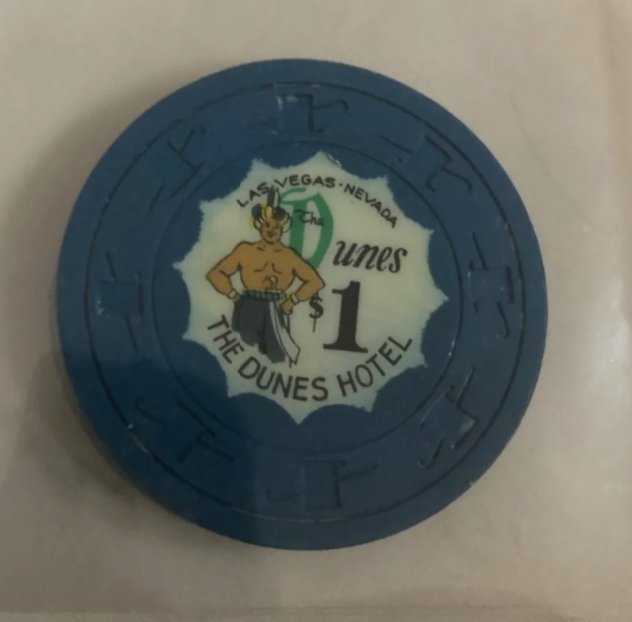 LAS VEGAS · NEVADA
The
Dunes
$1
THE DUNES HOTEL